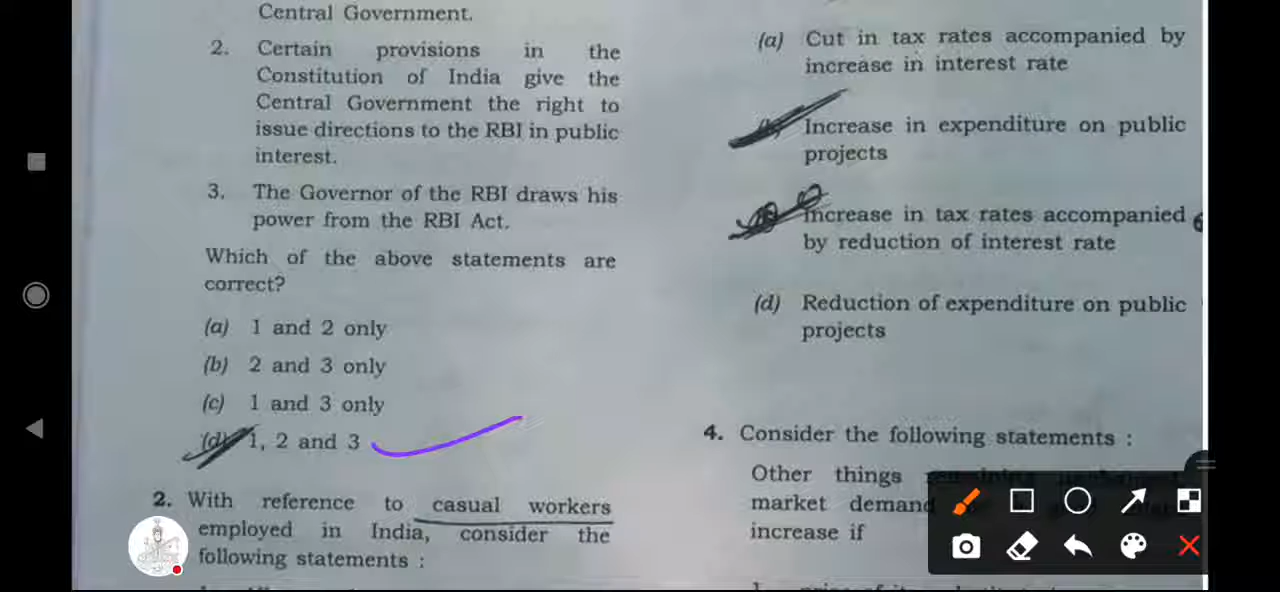 Central Government.
2. Certain provisions in the
Constitution of India give the
Central Government the right to
issue directions to the RBI in public
interest.
3. The Governor of the RBI draws his
power from the RBI Act.
Which of the above statements are
correct?
(a) 1 and 2 only
(b) 2 and 3 only
(c) 1 and 3 only
(d) 1, 2 and 3
2. With reference to casual workers
employed in India, consider the
following statements :
(a) Cut in tax rates accompanied by
increase in interest rate
Increase in expenditure on public
projects
Increase in tax rates accompanied
by reduction of interest rate
(d) Reduction of expenditure on public
projects
4. Consider the following statements :
Other things
market demand
increase if